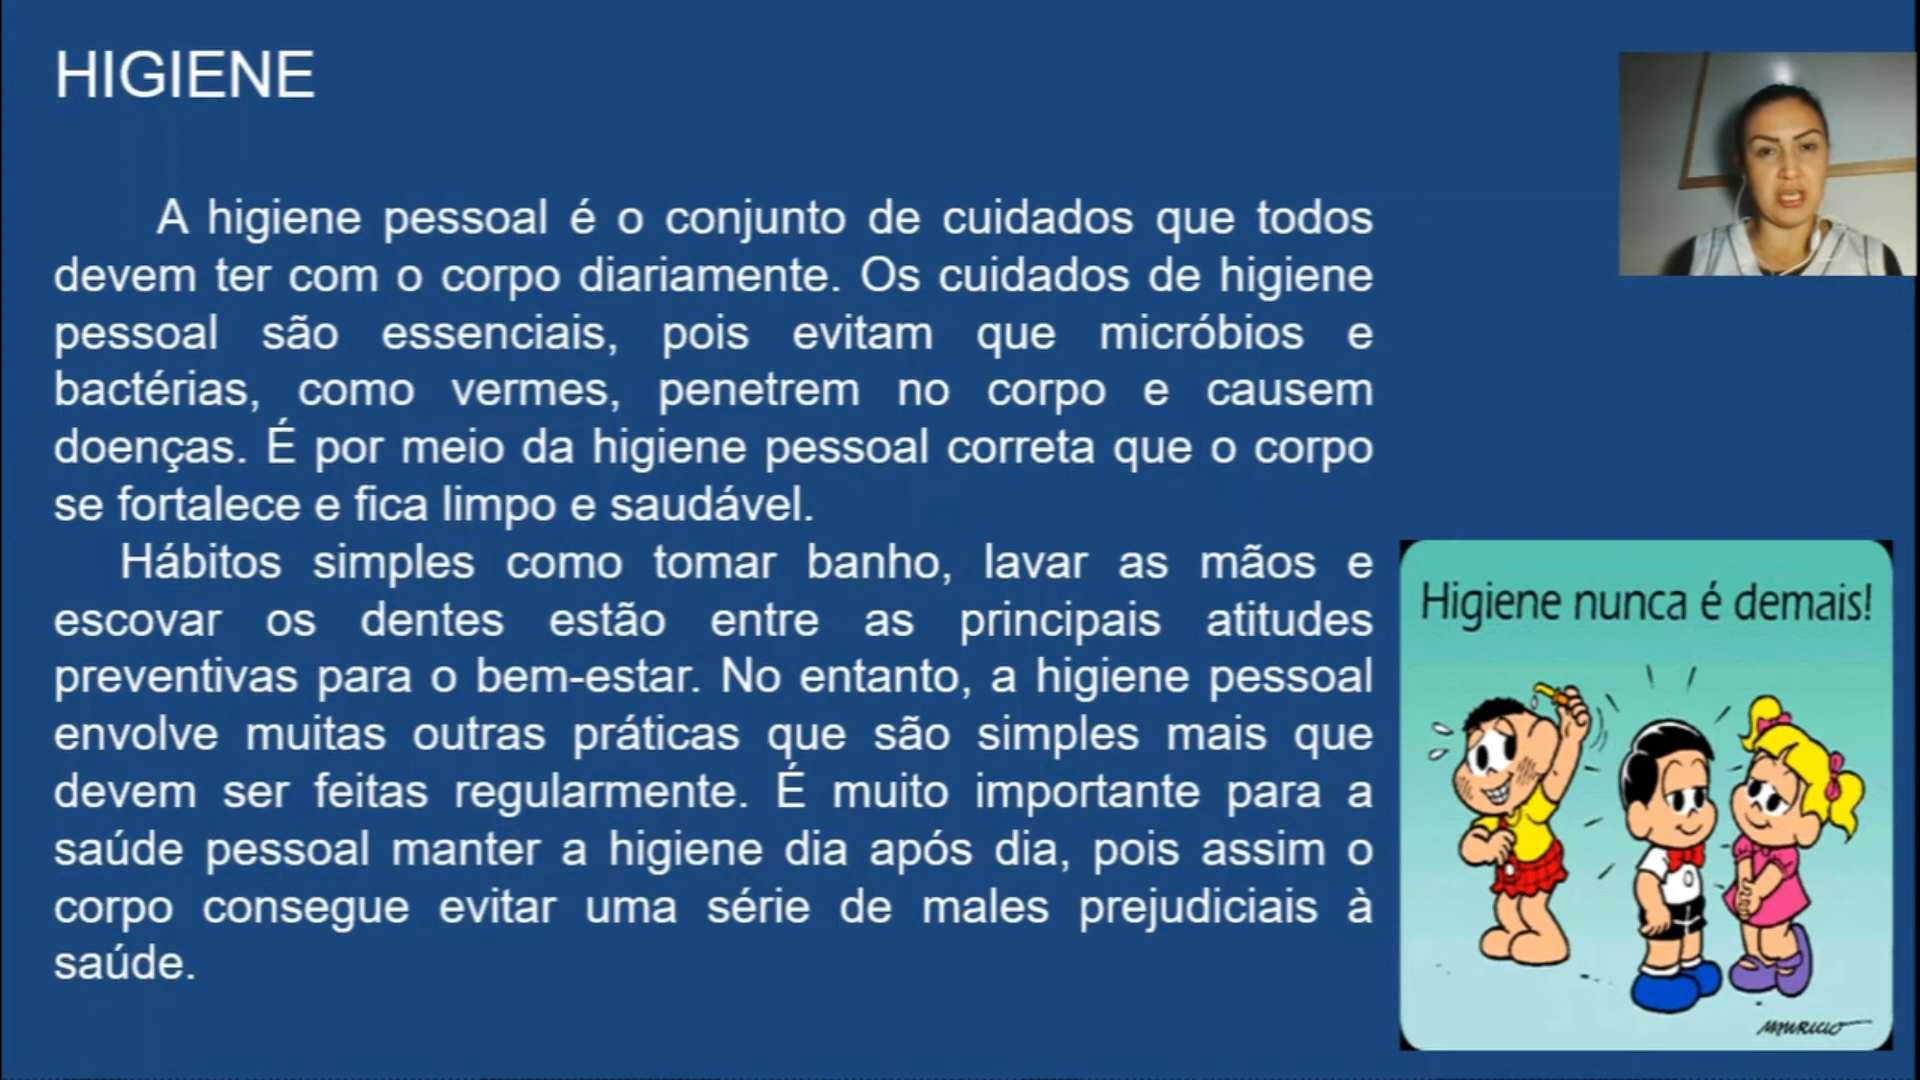 HIGIENE
A higiene pessoal é o conjunto de cuidados que todos
devem ter com o corpo diariamente. Os cuidados de higiene
pessoal são essenciais, pois evitam que micróbios e
bactérias, como vermes, penetrem no corpo e causem
doenças. É por meio da higiene pessoal correta que o corpo
se fortalece e fica limpo e saudável.
Hábitos simples como tomar banho, lavar as mãos e
escovar os dentes estão entre as principais atitudes
preventivas para o bem-estar. No entanto, a higiene pessoal
envolve muitas outras práticas que são simples mais que
devem ser feitas regularmente. É muito importante para a
saúde pessoal manter a higiene dia após dia, pois assim o
corpo consegue evitar uma série de males prejudiciais à
saúde.
Higiene nunca é demais!
MAURICIO